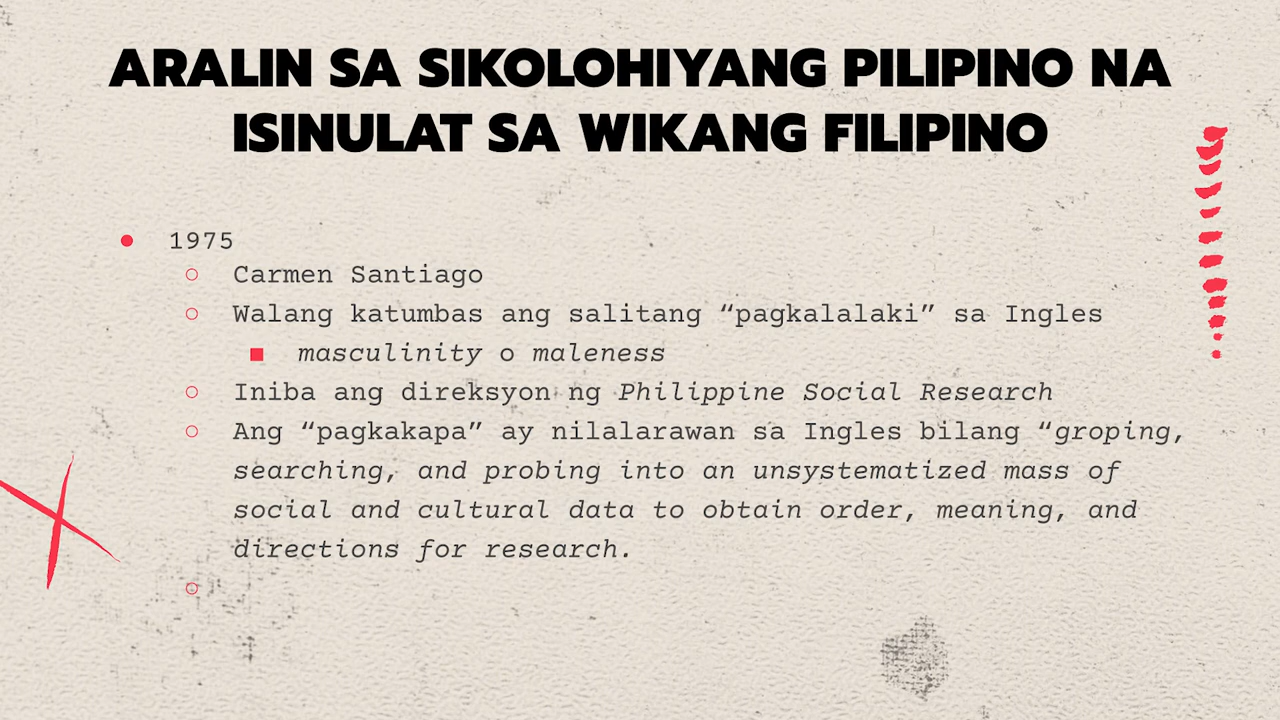 ARALIN SA SIKOLOHIYANG PILIPINO NA
ISINULAT SA WIKANG FILIPINO
1975
Carmen Santiago
Walang katumbas ang salitang “pagkalalaki” sa Ingles
masculinity o maleness
Iniba ang direksyon ng Philippine Social Research
Ang “pagkakapa” ay nilalarawan sa Ingles bilang “groping,
searching, and probing into an unsystematized mass of
social and cultural data to obtain order, meaning, and
directions for research.